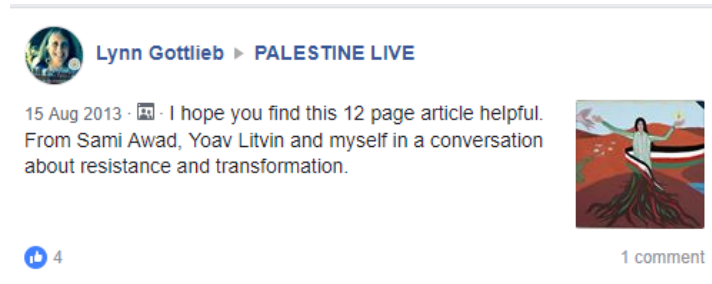 Lynn Gottlieb ▸ PALESTINE LIVE
15 Aug 2013 · I hope you find this 12 page article helpful.
From Sami Awad, Yoav Litvin and myself in a conversation
about resistance and transformation.
4
1 comment